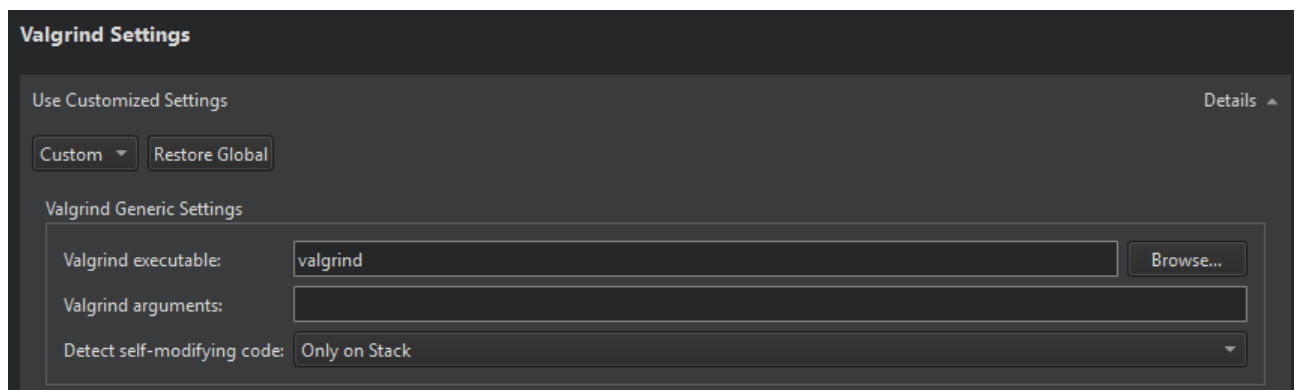 Valgrind Settings
Use Customized Settings Details
Custom Restore Global
Valgrind Generic Settings
Valgrind executable: valgrind Browse...
Valgrind arguments:
Detect self-modifying code: Only on Stack